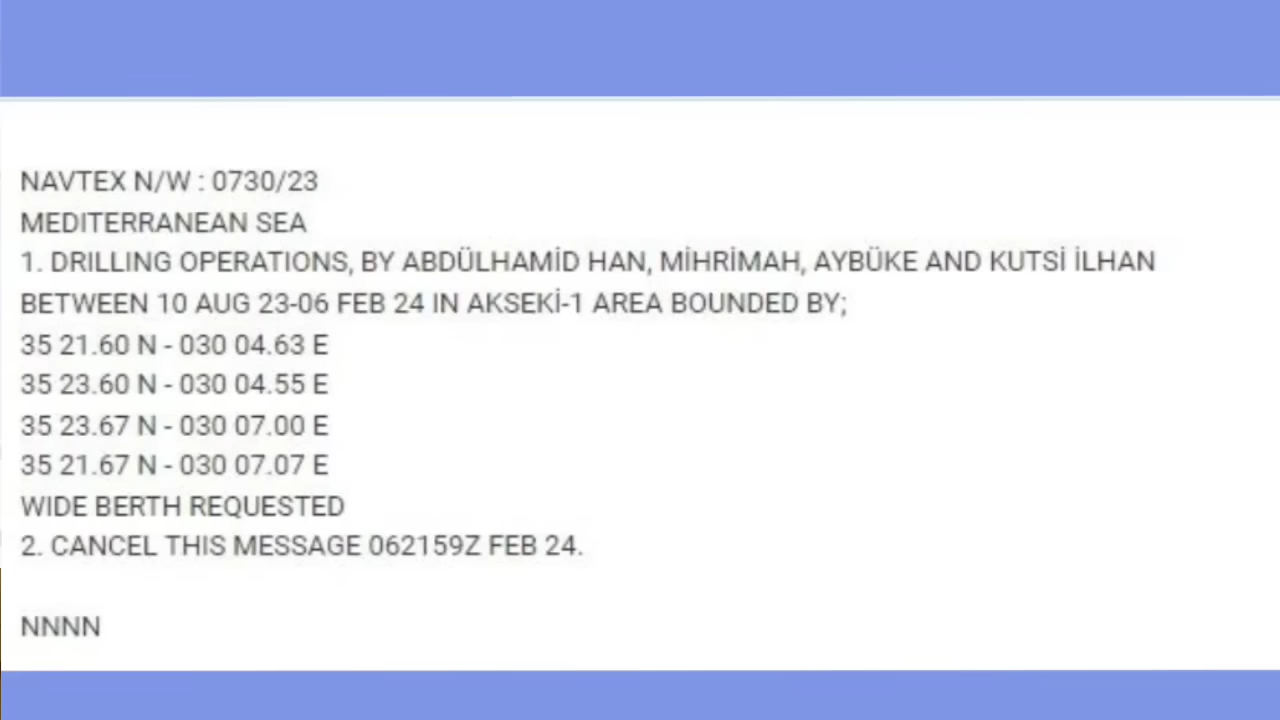 NAVTEX N/W : 0730/23
MEDITERRANEAN SEA
1. DRILLING OPERATIONS, BY ABDÜLHAMİD HAN, MİHRİMAH, AYBÜKE AND KUTSİ İLHAN
BETWEEN 10 AUG 23-06 FEB 24 IN AKSEKİ-1 AREA BOUNDED BY;
35 21.60 N - 030 04.63 E
35 23.60 N - 030 04.55 E
35 23.67 N - 030 07.00 E
35 21.67 N - 030 07.07 E
WIDE BERTH REQUESTED
2. CANCEL THIS MESSAGE 062159Z FEB 24.
NNNN